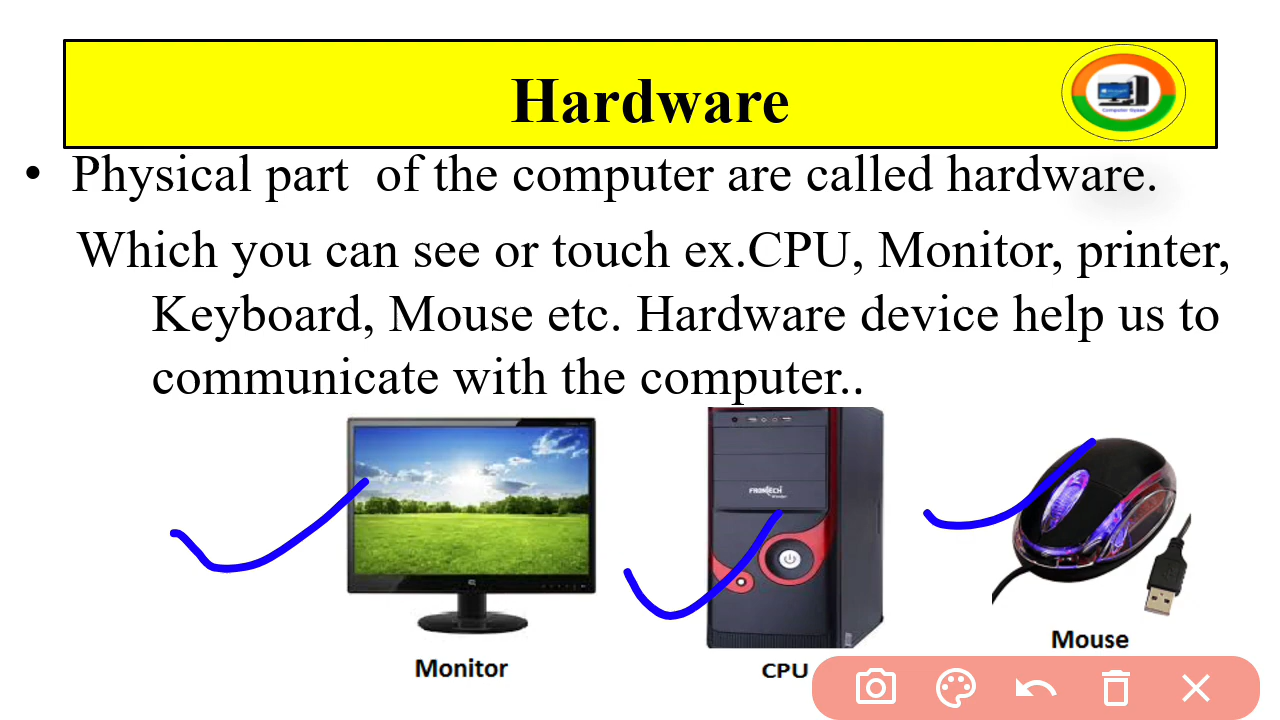 Hardware
• Physical part of the computer are called hardware.
Which you can see or touch ex.CPU, Monitor, printer,
Keyboard, Mouse etc. Hardware device help us to
communicate with the computer..
FRONTECH
Monitor
CPU
Mouse